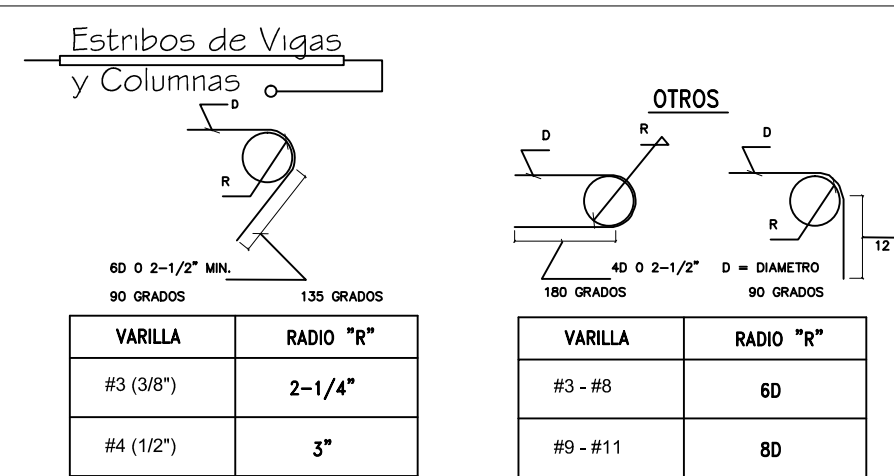 Estribos de Vigas
y Columnas
D
R
6D O 2-1/2" MIN.
90 GRADOS
135 GRADOS
VARILLA
RADIO "R"
#3 (3/8")
2-1/4"
#4 (1/2")
3"
OTROS
D
R
4D O 2-1/2"
180 GRADOS
D
R
12
D = DIAMETRO
90 GRADOS
VARILLA
RADIO "R"
#3 - #8
6D
#9 - #11
8D